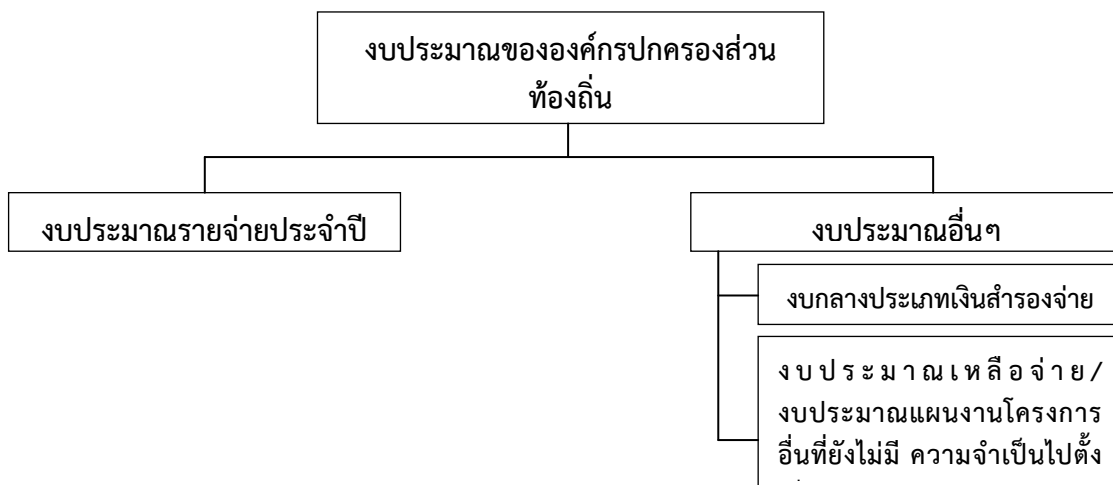 งบประมาณขององค์กรปกครองส่วน
ท้องถิ่น
งบประมาณรายจ่ายประจำปี
งบประมาณอื่นๆ
งบกลางประเภทเงินสำรองจ่าย
งบประมาณเหลือจ่าย/
งบประมาณแผนงานโครงการ
อื่นที่ยังไม่มี ความจำเป็นไปตั้ง